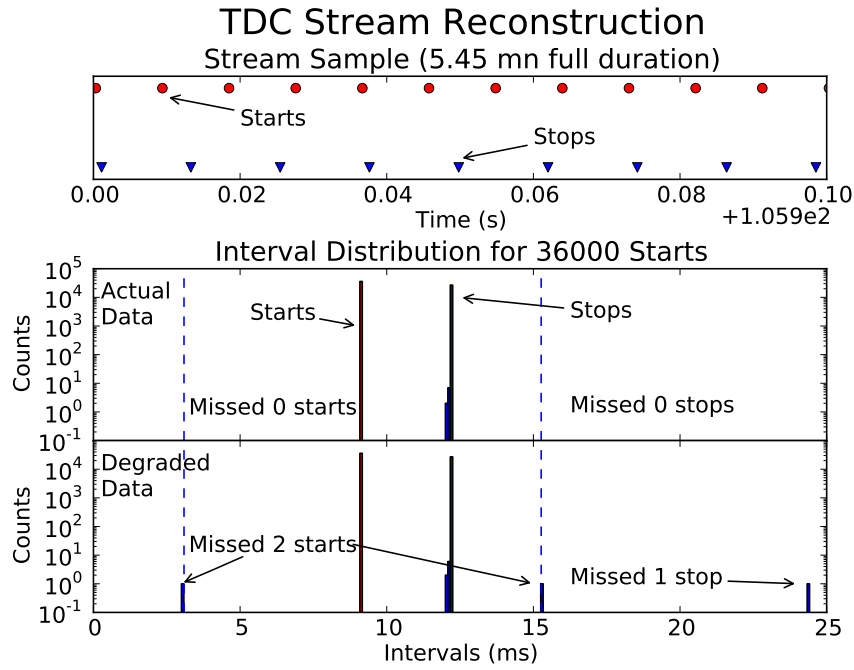 TDC Stream Reconstruction
Stream Sample (5.45 mn full duration)
Starts
Stops
0.00 0.02 0.04 0.06 0.08 0.10
Time (s)
+1.059e2
Interval Distribution for 36000 Starts
10^5
10^4
10^3
10^2
10^1
10^0
10^-1
Counts
Actual
Data
Starts
Stops
Missed 0 starts
Missed 0 stops
10^4
10^3
10^2
10^1
10^0
10^-1
Counts
Degraded
Data
Missed 2 starts
Missed 1 stop
0 5 10 15 20 25
Intervals (ms)